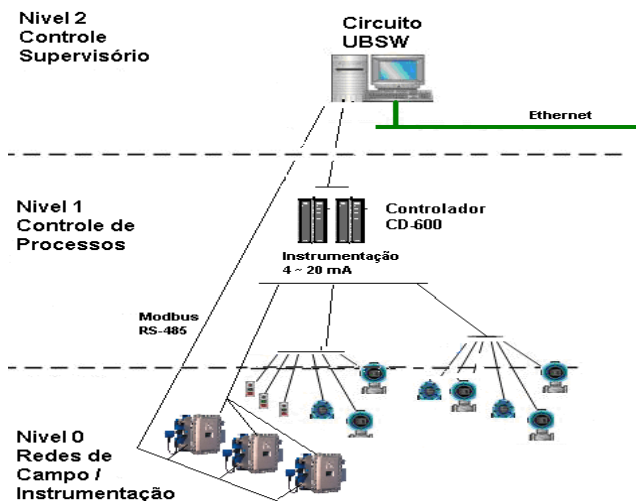 Nivel 2
Controle
Supervisório
Circuito
UBSW
Ethernet
Nivel 1
Controle de
Processos
Controlador
CD-600
Instrumentação
4 ~ 20 mA
Modbus
RS-485
Nivel 0
Redes de
Campo /
Instrumentação